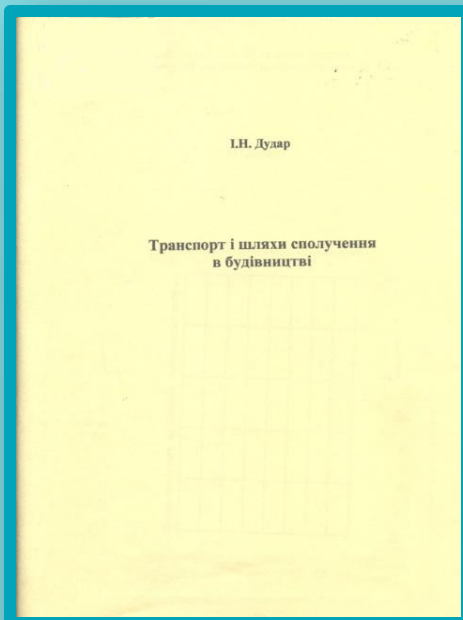 І.Н. Дудар
Транспорт і шляхи сполучення
в будівництві